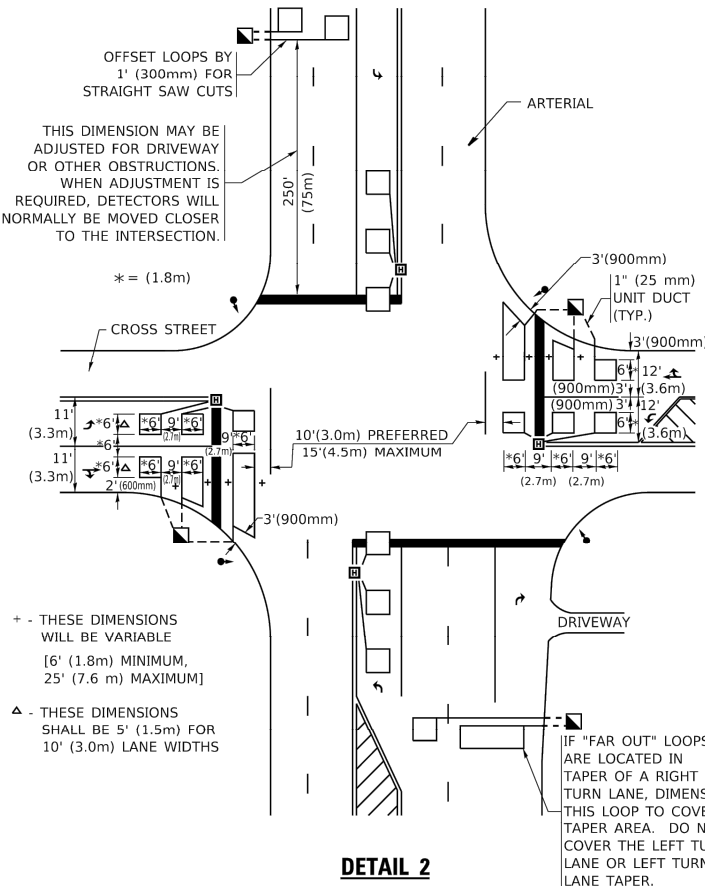 OFFSET LOOPS BY
1' (300mm) FOR
STRAIGHT SAW CUTS
ARTERIAL
THIS DIMENSION MAY BE
ADJUSTED FOR DRIVEWAY
OR OTHER OBSTRUCTIONS.
WHEN ADJUSTMENT IS
REQUIRED, DETECTORS WILL
NORMALLY BE MOVED CLOSER
TO THE INTERSECTION.
250'
(75m)
* = (1.8m)
H
3'(900mm)
1" (25 mm)
UNIT DUCT
(TYP.)
CROSS STREET
3'(900mm)
6'*
12'
(3.6m)
(900mm) 3'
(900mm) 3'
12'
6'*
(3.6m)
H
11'
(3.3m)
*6'
*6' 9' *6'
(2.7m)
9' *6'
(2.7m)
*6'
11'
(3.3m)
*6'
*6' 9' *6'
(2.7m)
2' (600mm)
10'(3.0m) PREFERRED
15'(4.5m) MAXIMUM
H
*6' 9' *6' 9' *6'
(2.7m) (2.7m)
3'(900mm)
H
+ - THESE DIMENSIONS
WILL BE VARIABLE
[6' (1.8m) MINIMUM,
25' (7.6 m) MAXIMUM]
DRIVEWAY
△ - THESE DIMENSIONS
SHALL BE 5' (1.5m) FOR
10' (3.0m) LANE WIDTHS
IF "FAR OUT" LOOPS
ARE LOCATED IN
TAPER OF A RIGHT
TURN LANE, DIMENS
THIS LOOP TO COVE
TAPER AREA. DO N
COVER THE LEFT TU
LANE OR LEFT TURN
LANE TAPER.
DETAIL 2